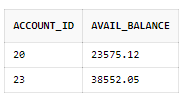 ACCOUNT_ID AVAIL_BALANCE
20 23575.12
23 38552.05